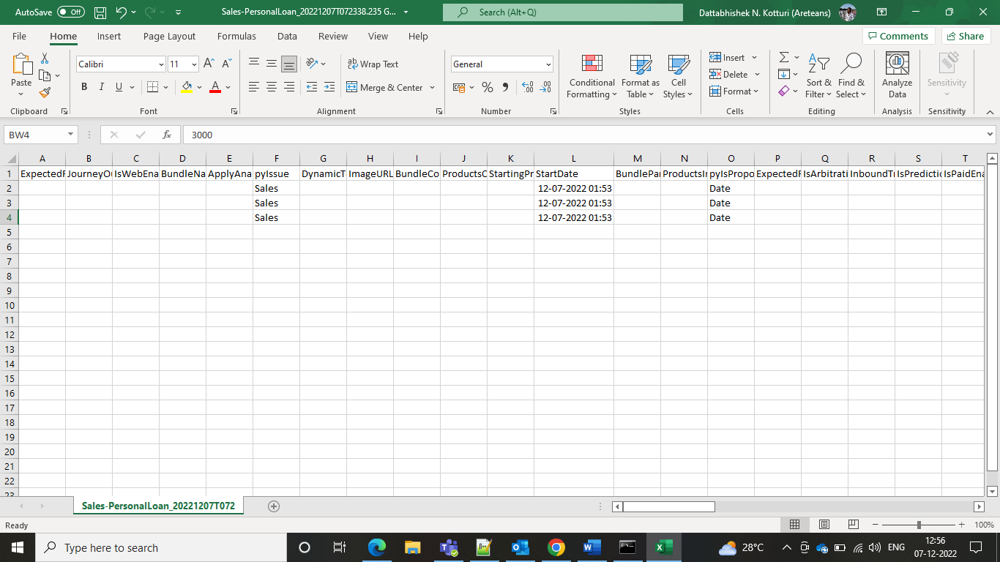 AutoSave Off Sales-PersonalLoan_20221207T072338.235 G... Search (Alt+Q) Dattabhishek N. Kotturi (Areteans)
File Home Insert Page Layout Formulas Data Review View Help Comments Share
Calibri 11 Wrap Text General Insert
Paste Conditional Format as Cell Delete Sort & Find & Analyze Sensitivity
B I U A Merge & Center % Formatting Table Styles Format Filter Select Data
Clipboard Font Alignment Number Styles Cells Editing Analysis Sensitivity
BW4 fx 3000
A B C D E F G H I J K L M N O P Q R S T
1 ExpectedP JourneyO IsWebEna BundleNa ApplyAna pyIssue DynamicT ImageURL BundleCo ProductsC StartingPr StartDate BundlePa ProductsI pyIsPropo Expected IsArbitrati InboundT IsPredictio IsPaidEna
2 Sales 12-07-2022 01:53 Date
3 Sales 12-07-2022 01:53 Date
4 Sales 12-07-2022 01:53 Date
5
6
7
8
9
10
11
12
13
14
15
16
17
18
19
20
21
22
23
Sales-PersonalLoan_20221207T072
Ready 100%
Type here to search 28°C ENG 12:56
07-12-2022